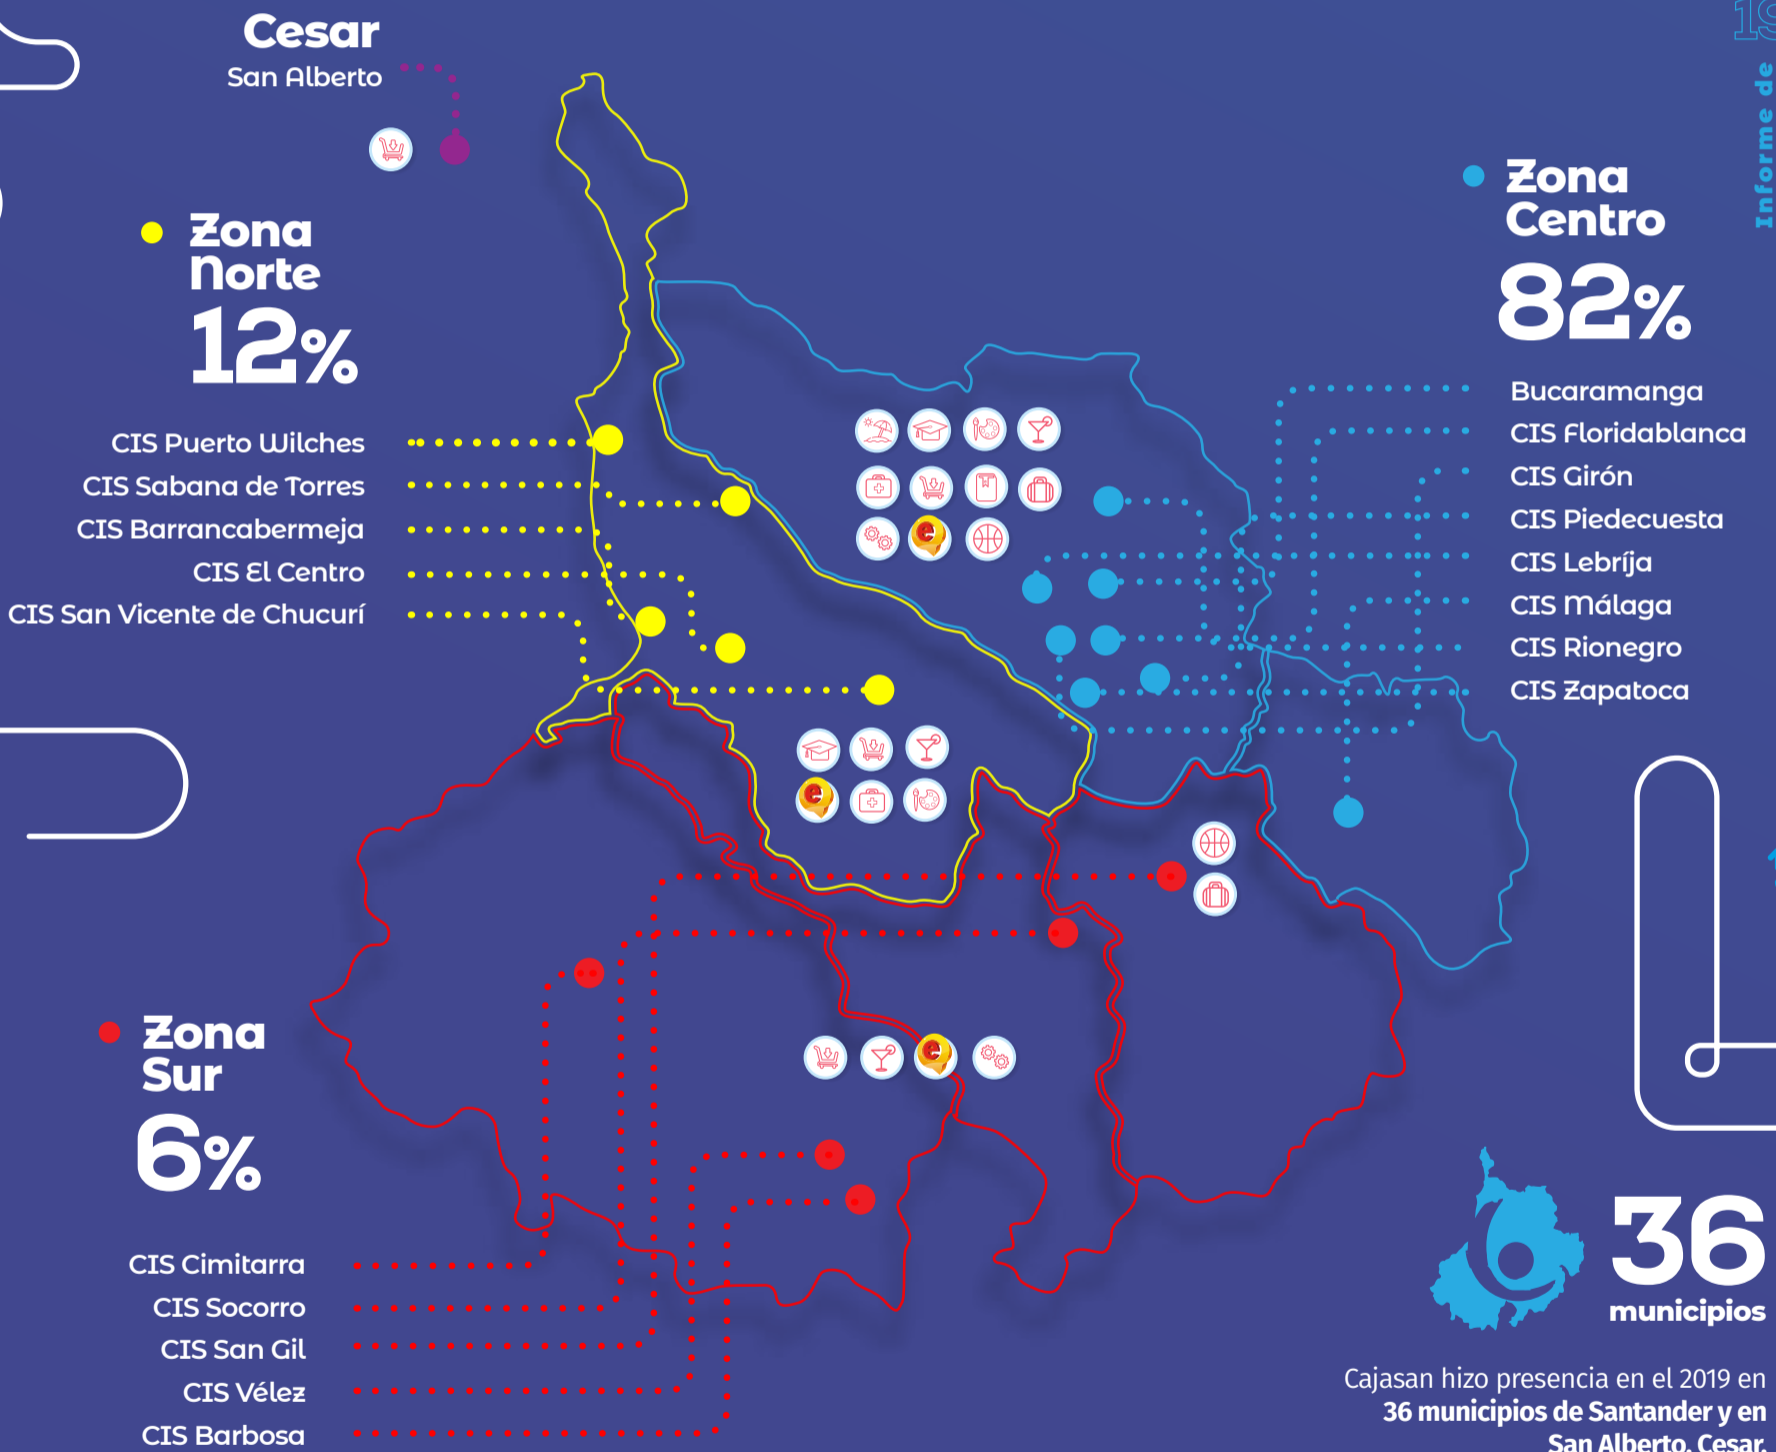 Cesar
San Alberto
Zona
Norte
12%
CIS Puerto Wilches
CIS Sabana de Torres
CIS Barrancabermeja
CIS El Centro
CIS San Vicente de Chucurí
Zona
Centro
82%
Bucaramanga
CIS Floridablanca
CIS Girón
CIS Piedecuesta
CIS Lebríja
CIS Málaga
CIS Rionegro
CIS Zapatoca
Zona
Sur
6%
CIS Cimitarra
CIS Socorro
CIS San Gil
CIS Vélez
CIS Barbosa
36
municipios
Cajasan hizo presencia en el 2019 en
36 municipios de Santander y en
San Alberto, Cesar.
Informe de